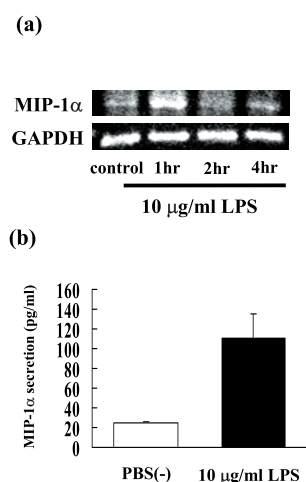 (a)
MIP-1α
GAPDH
control 1hr 2hr 4hr
10 μg/ml LPS
(b)
MIP-1α secretion (pg/ml)
160
140
120
100
80
60
40
20
0
PBS(-) 10 μg/ml LPS